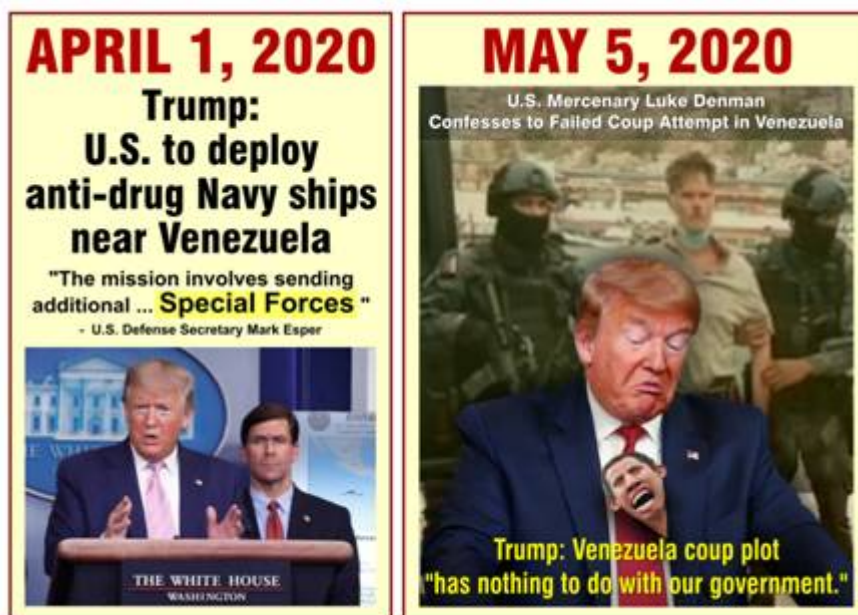 APRIL 1, 2020
Trump:
U.S. to deploy
anti-drug Navy ships
near Venezuela
"The mission involves sending
additional ... Special Forces "
- U.S. Defense Secretary Mark Esper
THE WHITE HOUSE
WASHINGTON
MAY 5, 2020
U.S. Mercenary Luke Denman
Confesses to Failed Coup Attempt in Venezuela
Trump: Venezuela coup plot
"has nothing to do with our government."